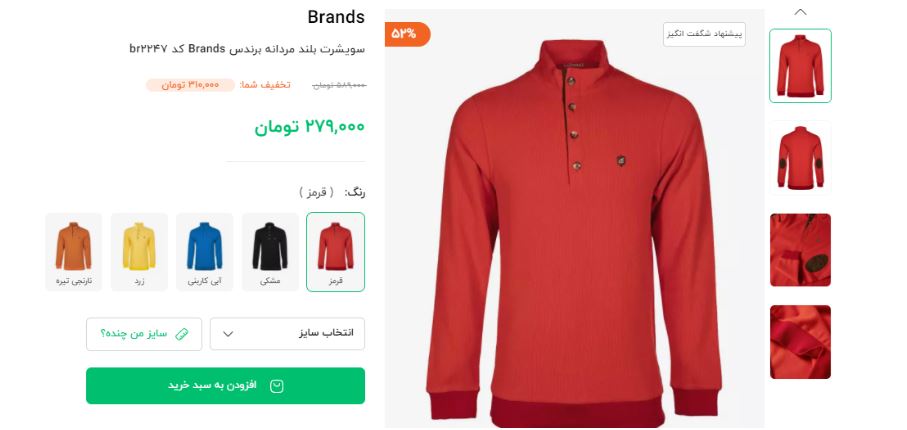 Brands
سویشرت بلند مردانه برندس Brands کد br2247
۵۸۹,۰۰۰ تومان تخفیف شما: ۳۱۰,۰۰۰ تومان
۲۷۹,۰۰۰ تومان
رنگ: ( قرمز )
قرمز
مشکی
آبی کاربنی
زرد
نارنجی تیره
انتخاب سایز
سایز من چنده؟
افزودن به سبد خرید
پیشنهاد شگفت انگیز
۵۲%